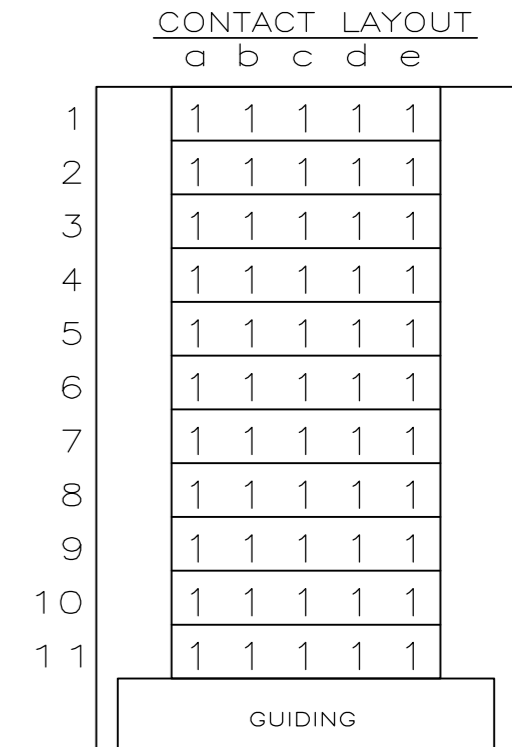 CONTACT LAYOUT
a b c d e
1 1 1 1 1 1
2 1 1 1 1 1
3 1 1 1 1 1
4 1 1 1 1 1
5 1 1 1 1 1
6 1 1 1 1 1
7 1 1 1 1 1
8 1 1 1 1 1
9 1 1 1 1 1
10 1 1 1 1 1
11 1 1 1 1 1
GUIDING